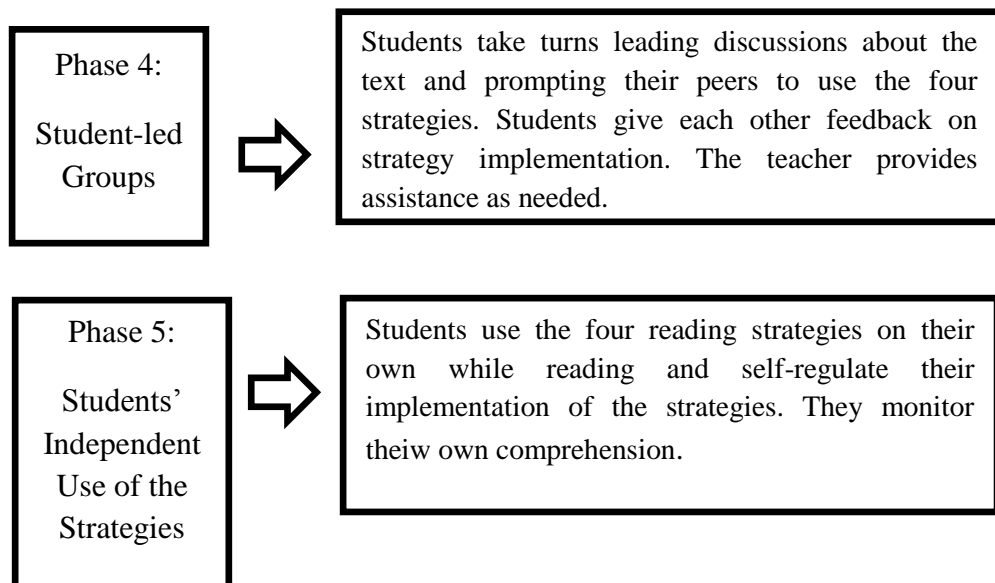 Phase 4:
Student-led
Groups
Students take turns leading discussions about the
text and prompting their peers to use the four
strategies. Students give each other feedback on
strategy implementation. The teacher provides
assistance as needed.
Phase 5:
Students’
Independent
Use of the
Strategies
Students use the four reading strategies on their
own while reading and self-regulate their
implementation of the strategies. They monitor
theiw own comprehension.